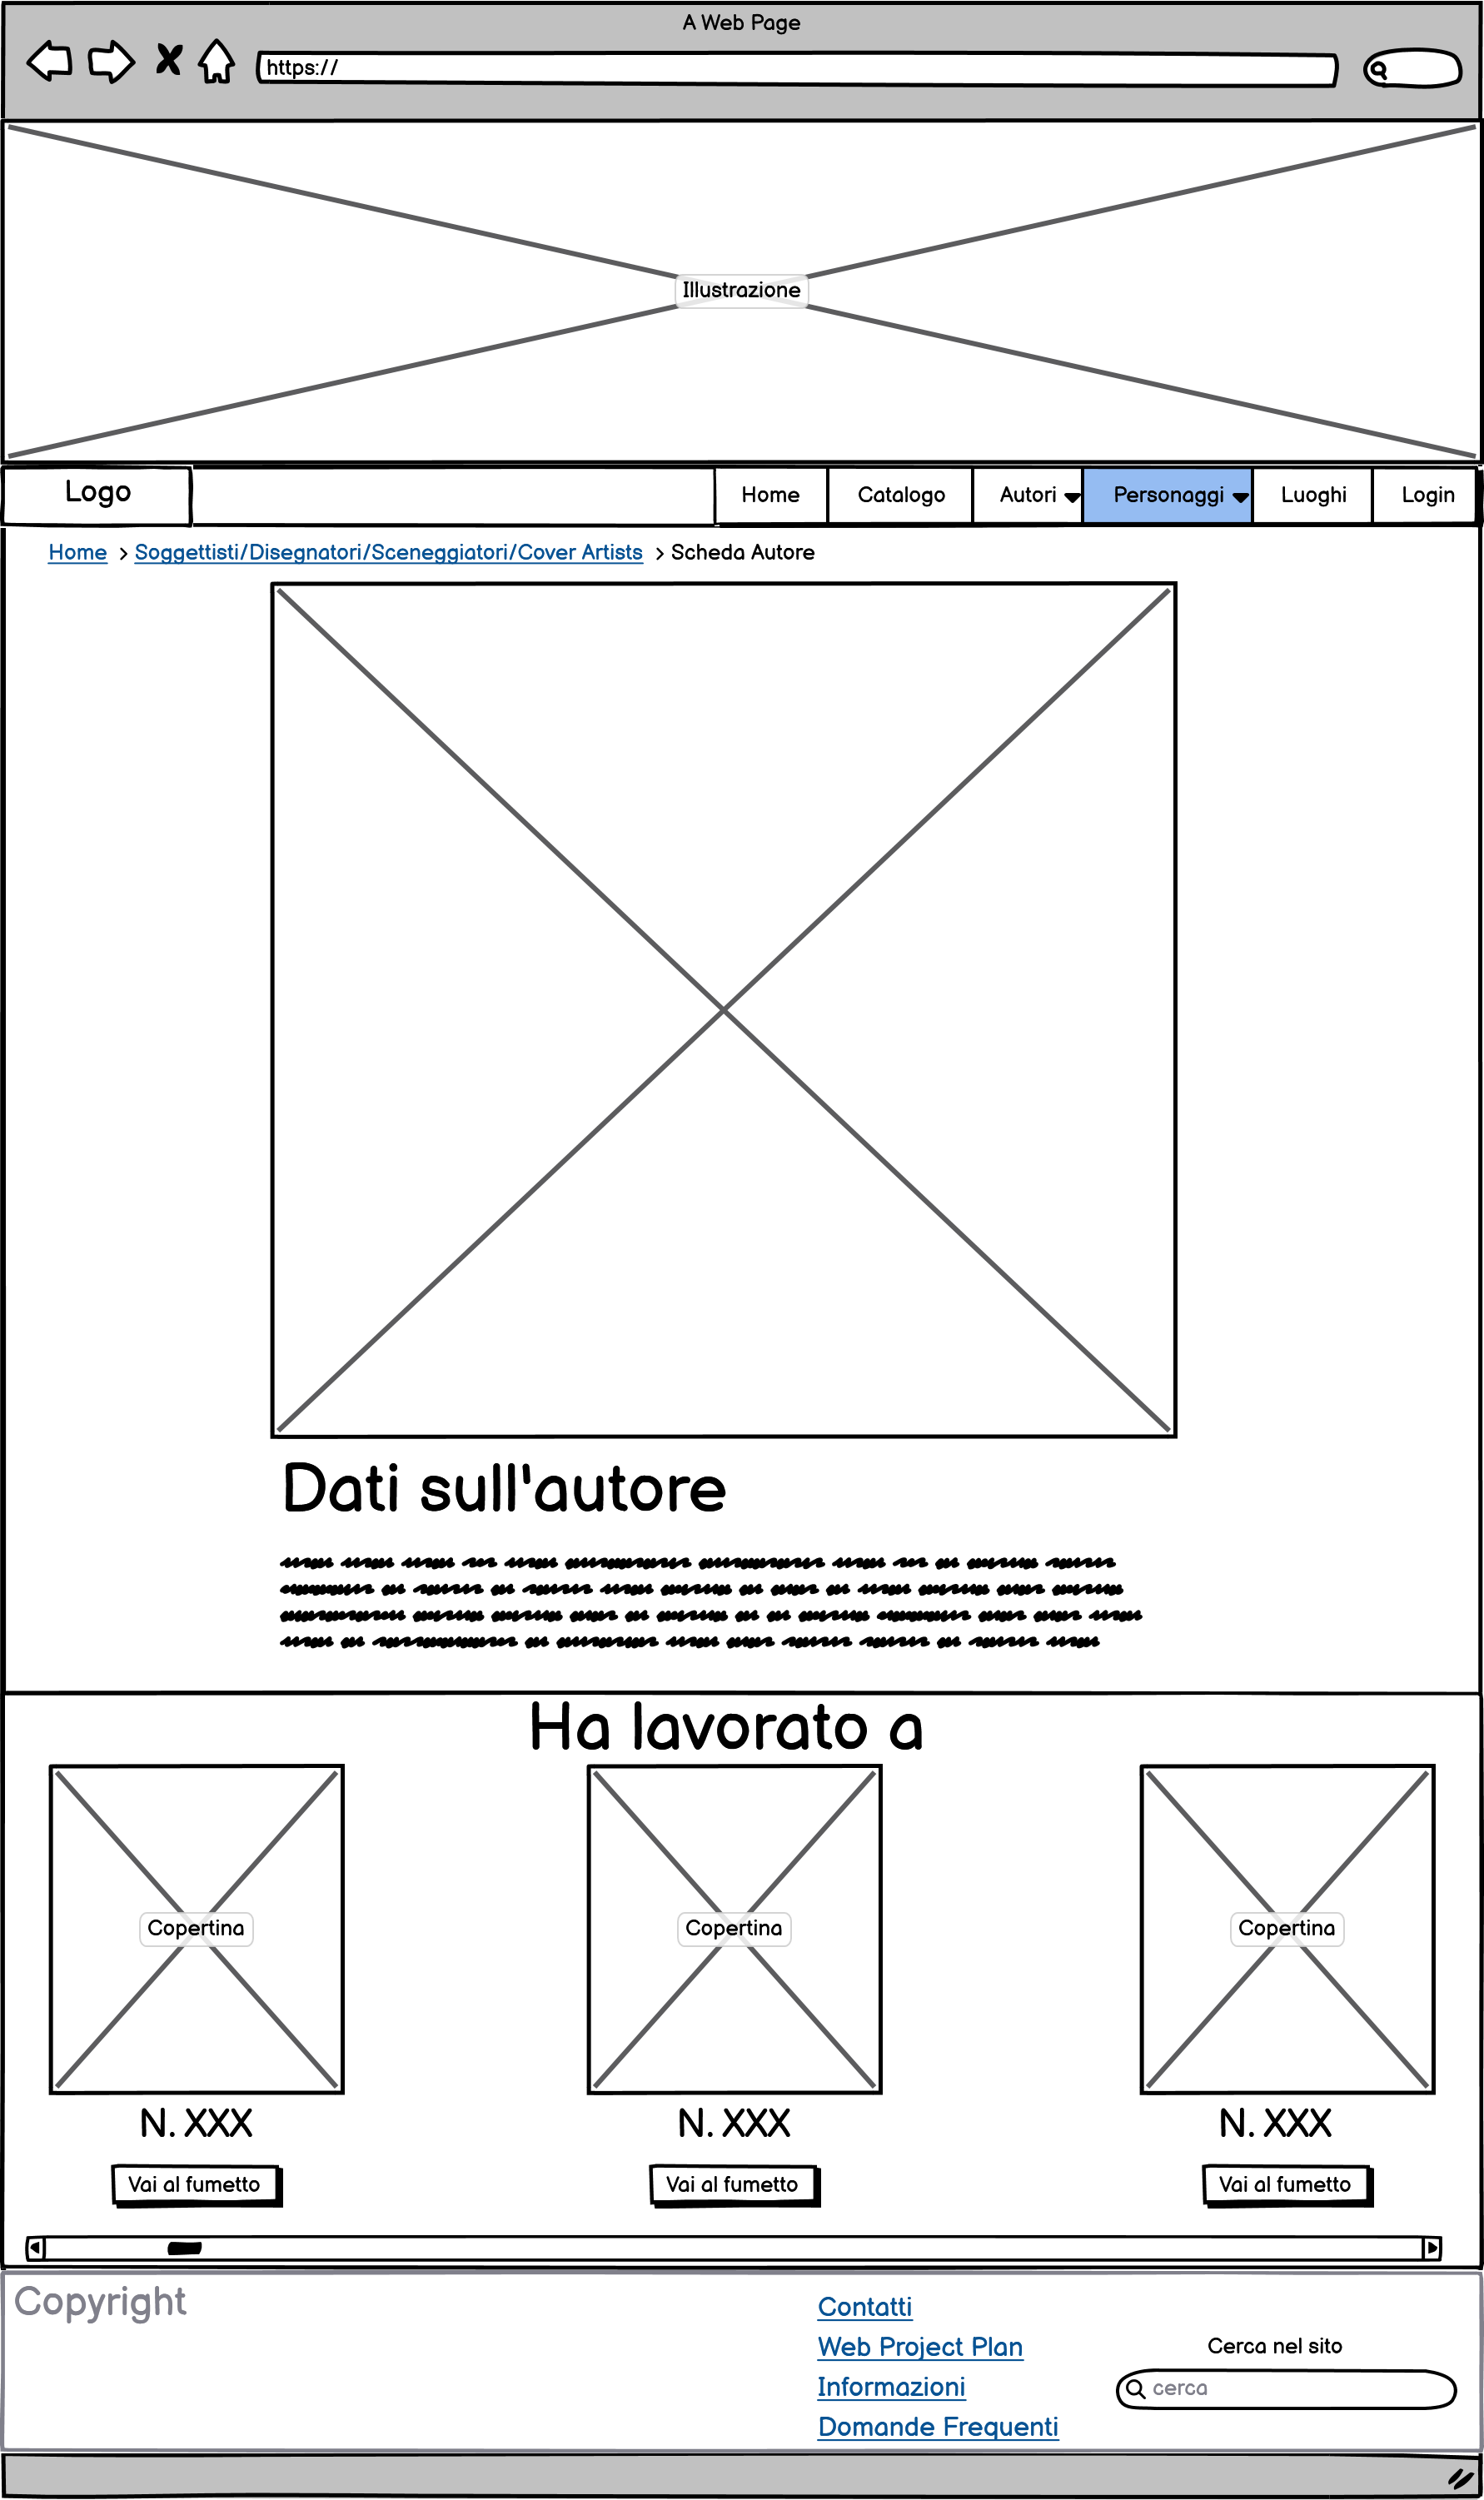 A Web Page
https://
Illustrazione
Logo
Home Catalogo Autori Personaggi Luoghi Login
Home > Soggettisti/Disegnatori/Sceneggiatori/Cover Artists > Scheda Autore
Dati sull'autore
Ha lavorato a
Copertina Copertina Copertina
N. XXX N. XXX N. XXX
Vai al fumetto Vai al fumetto Vai al fumetto
Copyright
Contatti
Web Project Plan
Informazioni
Domande Frequenti
Cerca nel sito
cerca